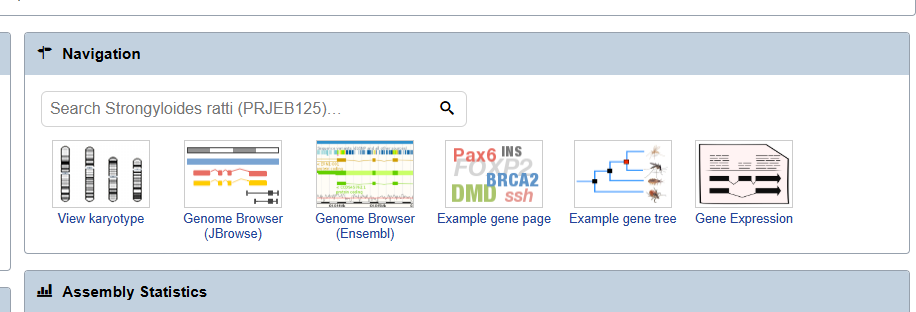 Navigation
Search Strongyloides ratti (PRJEB125)...
Pax6 INS
FOXP2
BRCA2
DMD ssh
View karyotype
Genome Browser
(JBrowse)
Genome Browser
(Ensembl)
Example gene page
Example gene tree
Gene Expression
Assembly Statistics